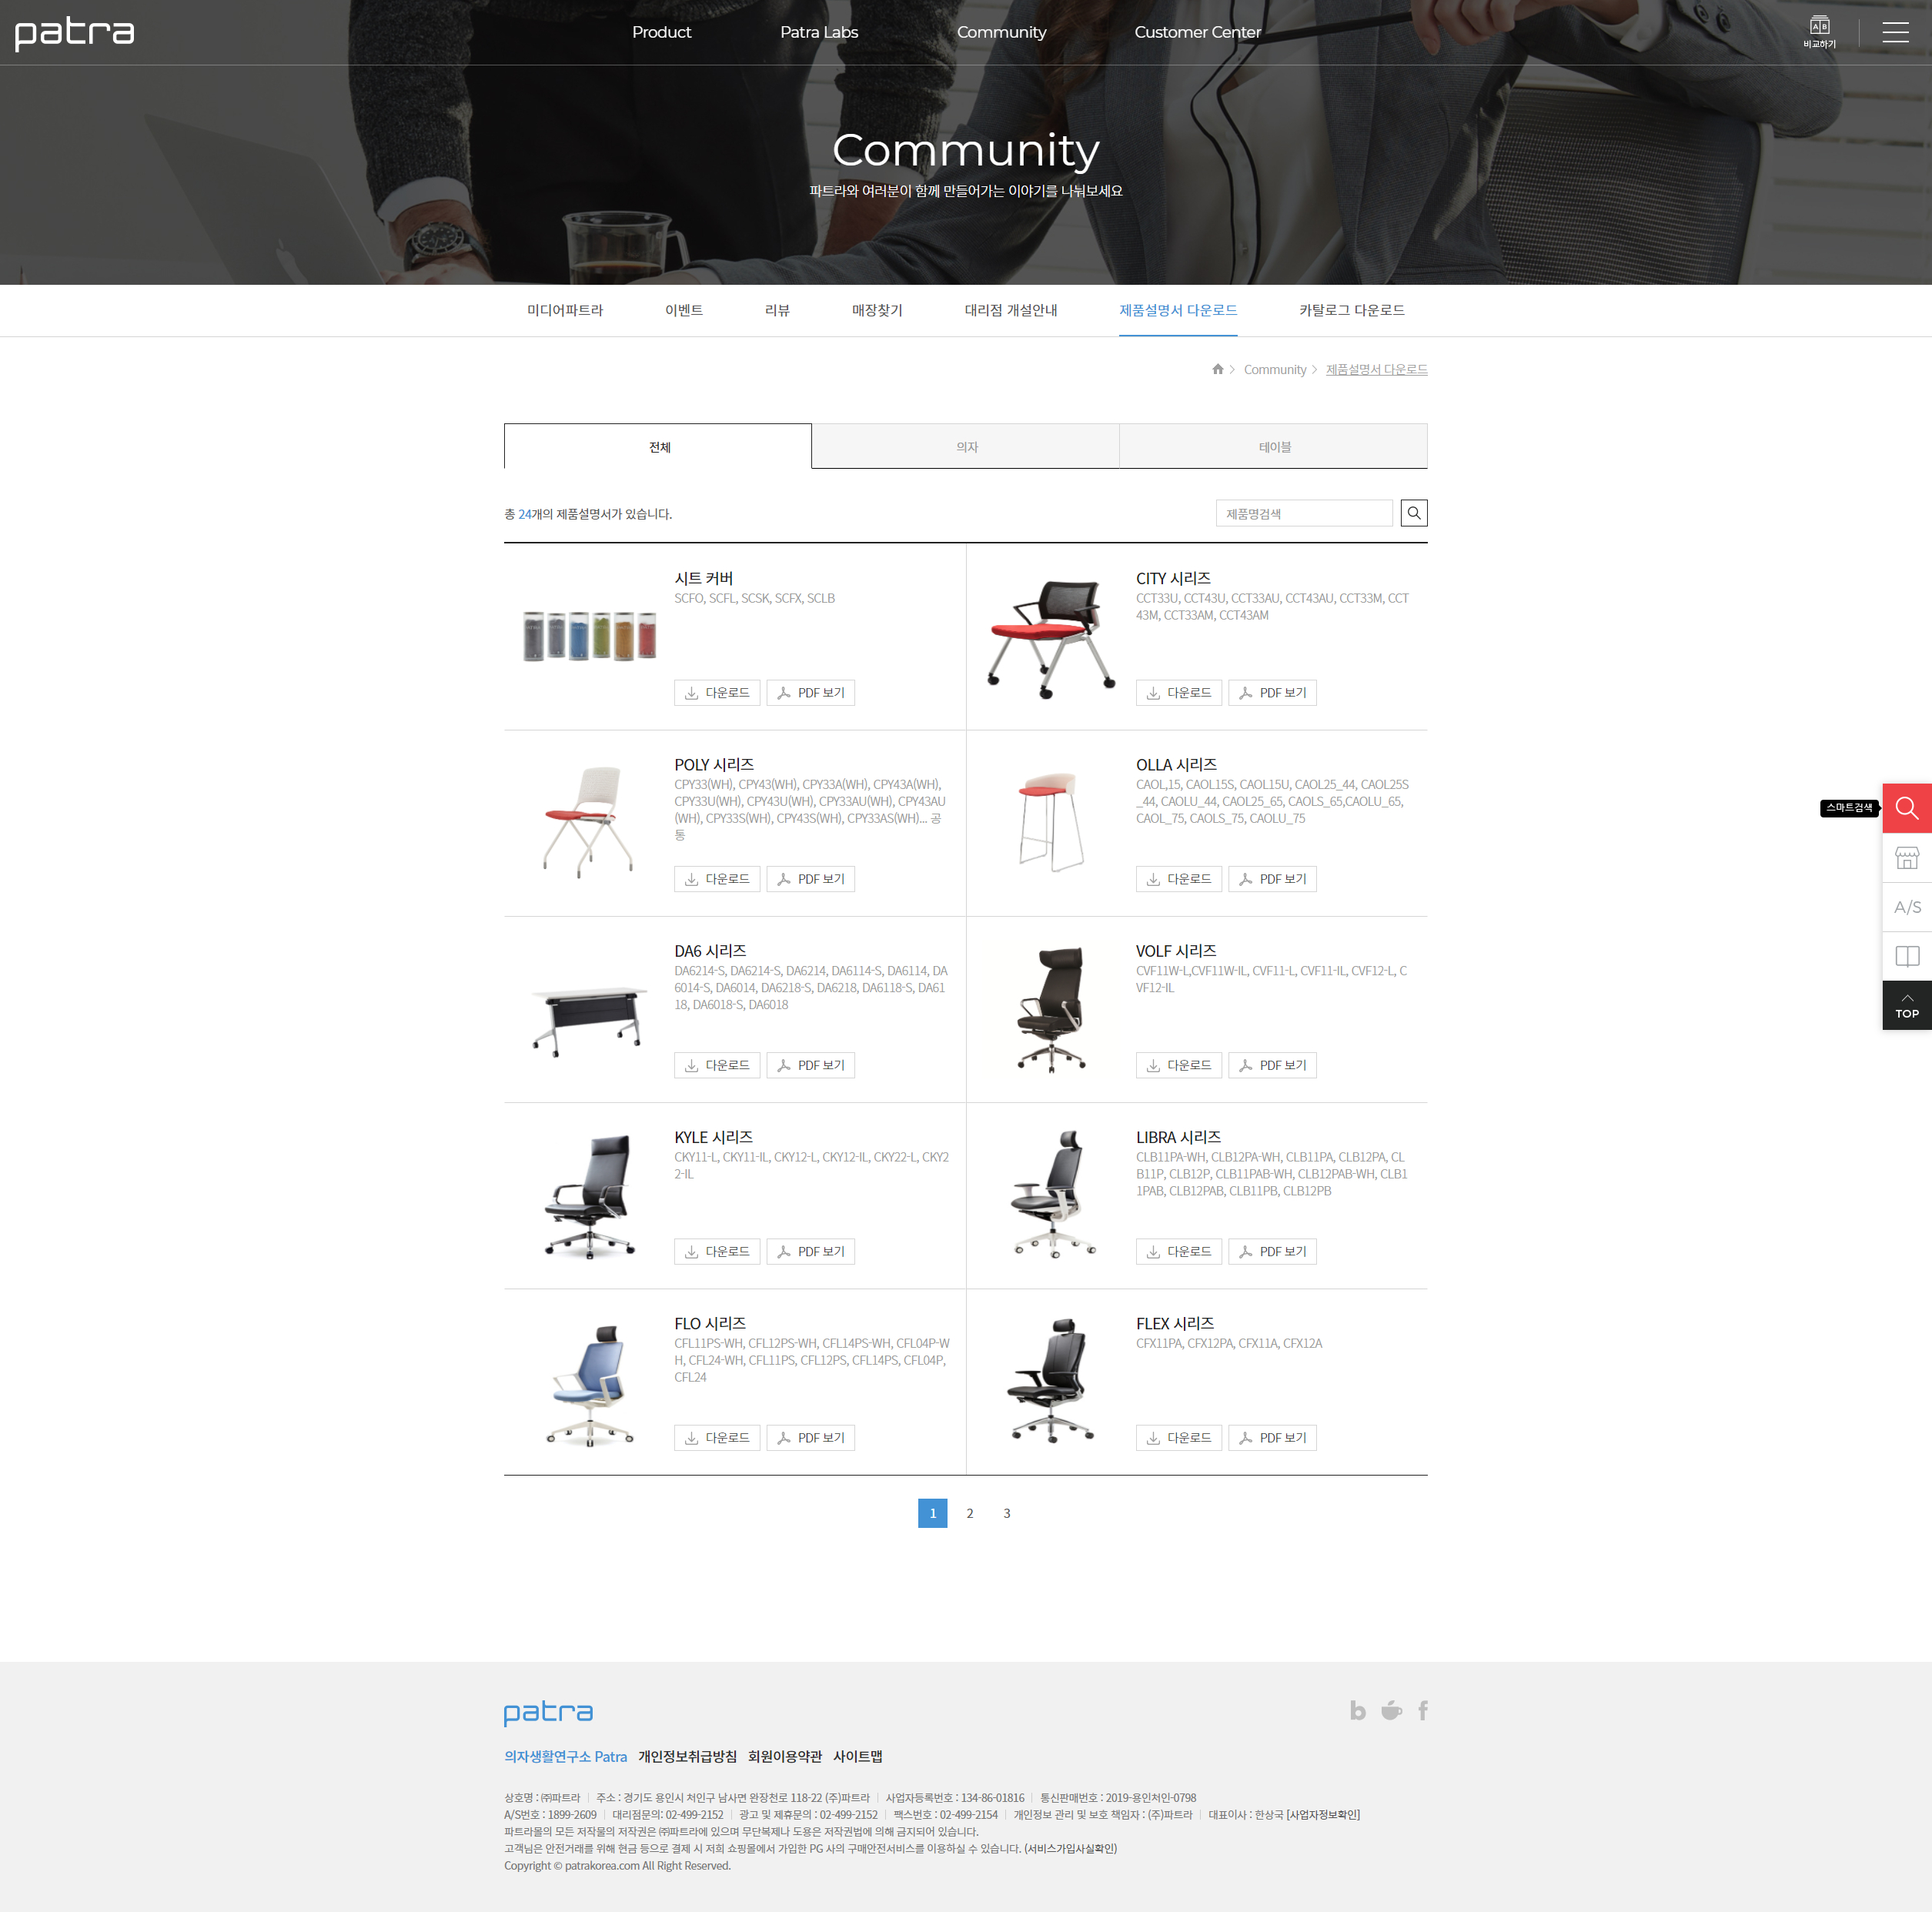 patra
Product
Patra Labs
Community
Customer Center
A B
비교하기
Community
파트라와 여러분이 함께 만들어가는 이야기를 나눠보세요
미디어파트라
이벤트
리뷰
매장찾기
대리점 개설안내
제품설명서 다운로드
카탈로그 다운로드
Community
제품설명서 다운로드
전체
의자
테이블
총 24개의 제품설명서가 있습니다.
제품명검색
시트 커버
SCFO, SCFL, SCSK, SCFX, SCLB
다운로드
PDF 보기
CITY 시리즈
CCT33U, CCT43U, CCT33AU, CCT43AU, CCT33M, CCT
43M, CCT33AM, CCT43AM
다운로드
PDF 보기
POLY 시리즈
CPY33(WH), CPY43(WH), CPY33A(WH), CPY43A(WH),
CPY33U(WH), CPY43U(WH), CPY33AU(WH), CPY43AU
(WH), CPY33S(WH), CPY43S(WH), CPY33AS(WH)... 공
통
다운로드
PDF 보기
OLLA 시리즈
CAOL,15, CAOL15S, CAOL15U, CAOL25_44, CAOL25S
_44, CAOLU_44, CAOL25_65, CAOLS_65,CAOLU_65,
CAOL_75, CAOLS_75, CAOLU_75
다운로드
PDF 보기
DA6 시리즈
DA6214-S, DA6214-S, DA6214, DA6114-S, DA6114, DA
6014-S, DA6014, DA6218-S, DA6218, DA6118-S, DA61
18, DA6018-S, DA6018
다운로드
PDF 보기
VOLF 시리즈
CVF11W-L,CVF11W-IL, CVF11-L, CVF11-IL, CVF12-L, C
VF12-IL
다운로드
PDF 보기
KYLE 시리즈
CKY11-L, CKY11-IL, CKY12-L, CKY12-IL, CKY22-L, CKY2
2-IL
다운로드
PDF 보기
LIBRA 시리즈
CLB11PA-WH, CLB12PA-WH, CLB11PA, CLB12PA, CL
B11P, CLB12P, CLB11PAB-WH, CLB12PAB-WH, CLB1
1PAB, CLB12PAB, CLB11PB, CLB12PB
다운로드
PDF 보기
FLO 시리즈
CFL11PS-WH, CFL12PS-WH, CFL14PS-WH, CFL04P-W
H, CFL24-WH, CFL11PS, CFL12PS, CFL14PS, CFL04P,
CFL24
다운로드
PDF 보기
FLEX 시리즈
CFX11PA, CFX12PA, CFX11A, CFX12A
다운로드
PDF 보기
스마트검색
A/S
TOP
1 2 3
patra
의자생활연구소 Patra 개인정보취급방침 회원이용약관 사이트맵
상호명 : ㈜파트라 | 주소 : 경기도 용인시 처인구 남사면 완장천로 118-22 (주)파트라 | 사업자등록번호 : 134-86-01816 | 통신판매번호 : 2019-용인처인-0798
A/S번호 : 1899-2609 | 대리점문의: 02-499-2152 | 광고 및 제휴문의 : 02-499-2152 | 팩스번호 : 02-499-2154 | 개인정보 관리 및 보호 책임자 : (주)파트라 | 대표이사 : 한상국 [사업자정보확인]
파트라몰의 모든 저작물의 저작권은 ㈜파트라에 있으며 무단복제나 도용은 저작권법에 의해 금지되어 있습니다.
고객님은 안전거래를 위해 현금 등으로 결제 시 저희 쇼핑몰에서 가입한 PG 사의 구매안전서비스를 이용하실 수 있습니다. (서비스가입사실확인)
Copyright © patrakorea.com All Right Reserved.